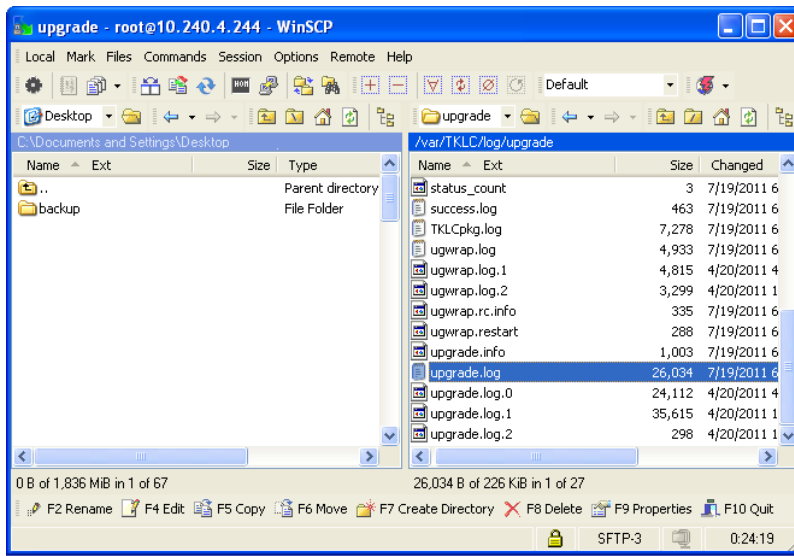 upgrade - root@10.240.4.244 - WinSCP
Local Mark Files Commands Session Options Remote Help
Default
Desktop upgrade
C:\Documents and Settings\Desktop /var/TKLC/log/upgrade
Name Ext Size Type Name Ext Size Changed
.. Parent directory status_count 3 7/19/2011 6
backup File Folder success.log 463 7/19/2011 6
TKLCpkg.log 7,278 7/19/2011 6
ugwrap.log 4,933 7/19/2011 6
ugwrap.log.1 4,815 4/20/2011 4
ugwrap.log.2 3,299 4/20/2011 1
ugwrap.rc.info 335 7/19/2011 6
ugwrap.restart 288 7/19/2011 6
upgrade.info 1,003 7/19/2011 6
upgrade.log 26,034 7/19/2011 6
upgrade.log.0 24,112 4/20/2011 4
upgrade.log.1 35,615 4/20/2011 1
upgrade.log.2 298 4/20/2011 1
0 B of 1,836 MiB in 1 of 67 26,034 B of 226 KiB in 1 of 27
F2 Rename F4 Edit F5 Copy F6 Move F7 Create Directory F8 Delete F9 Properties F10 Quit
SFTP-3 0:24:19